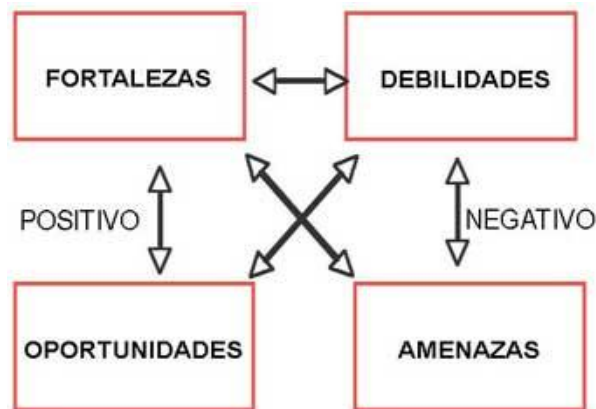 FORTALEZAS
DEBILIDADES
POSITIVO
NEGATIVO
OPORTUNIDADES
AMENAZAS